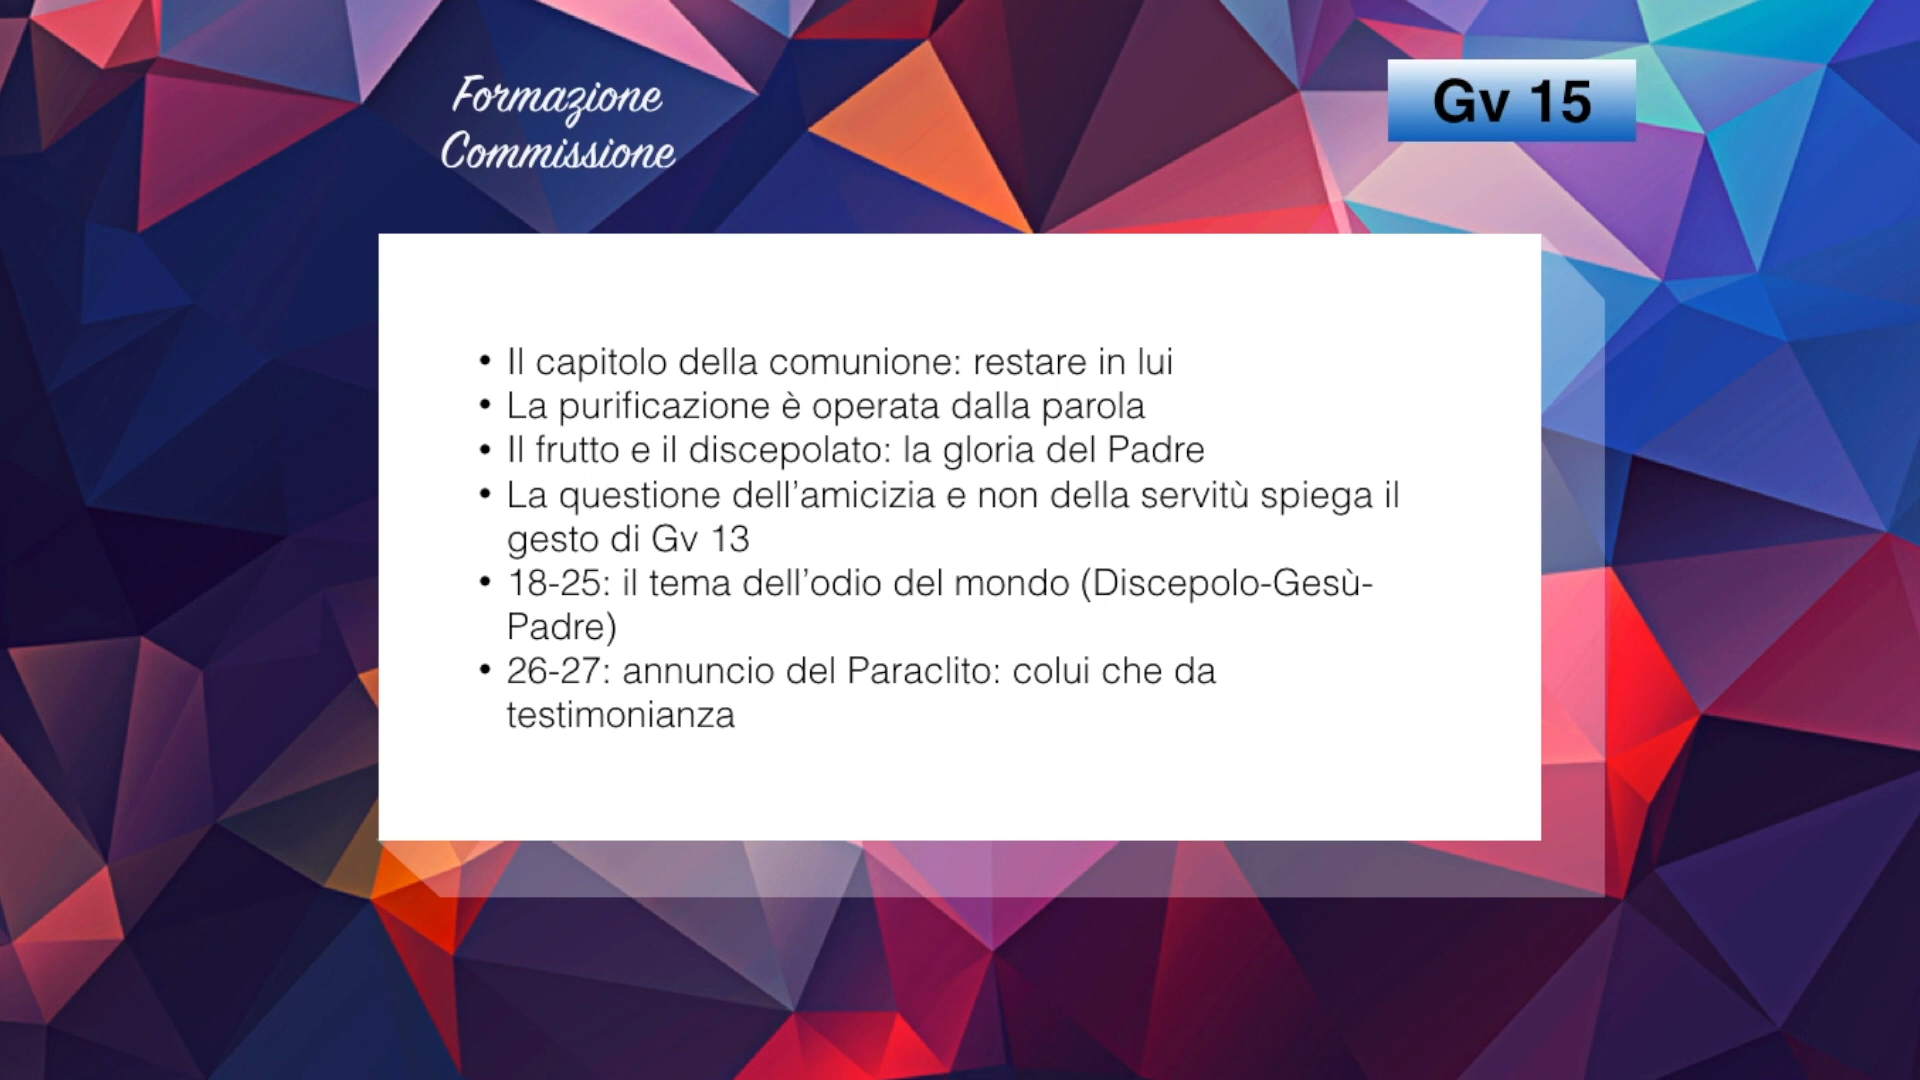 Formazione
Commissione
Gv 15
• Il capitolo della comunione: restare in lui
• La purificazione è operata dalla parola
• Il frutto e il discepolato: la gloria del Padre
• La questione dell’amicizia e non della servitù spiega il
gesto di Gv 13
• 18-25: il tema dell’odio del mondo (Discepolo-Gesù-
Padre)
• 26-27: annuncio del Paraclito: colui che da
testimonianza